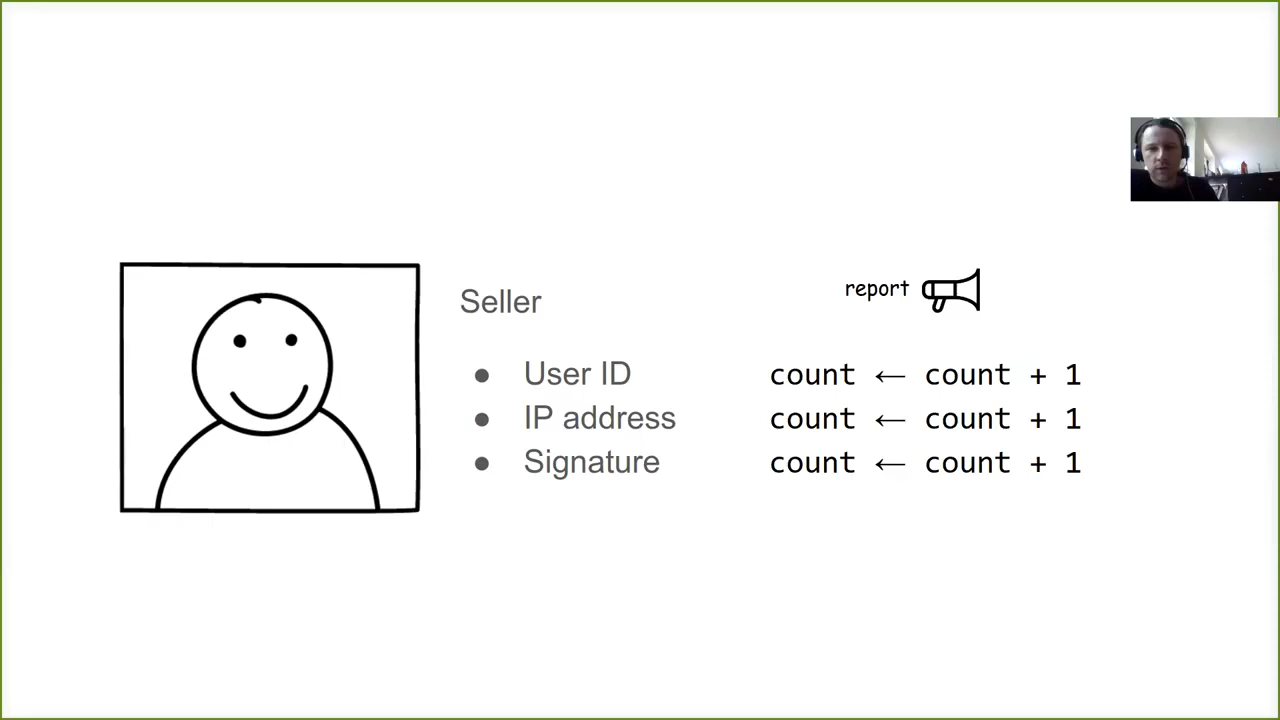 Seller
report
● User ID count ← count + 1
● IP address count ← count + 1
● Signature count ← count + 1